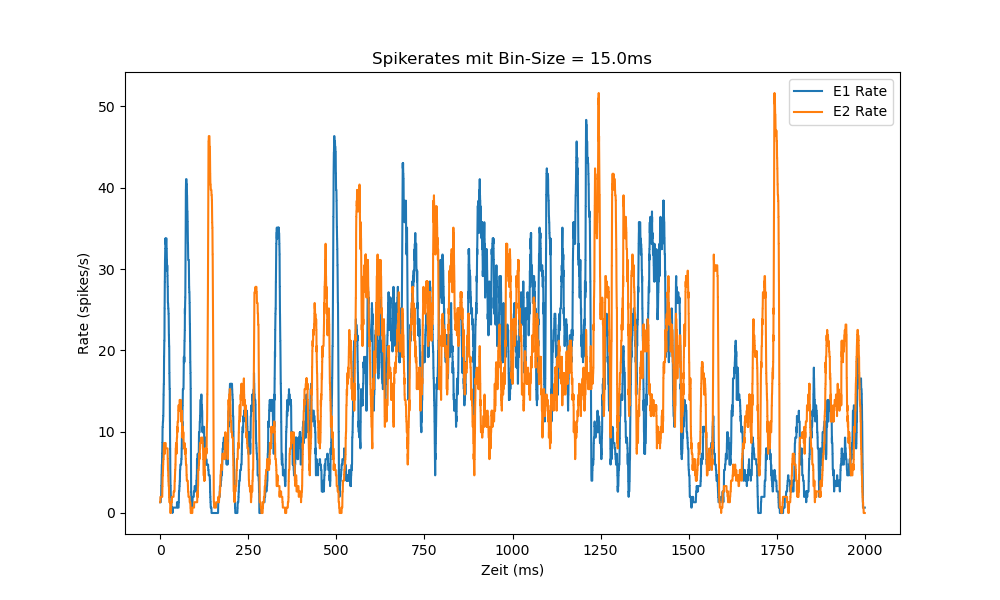 Spikerates mit Bin-Size = 15.0ms
E1 Rate
E2 Rate
50
40
30
20
10
0
Rate (spikes/s)
0 250 500 750 1000 1250 1500 1750 2000
Zeit (ms)